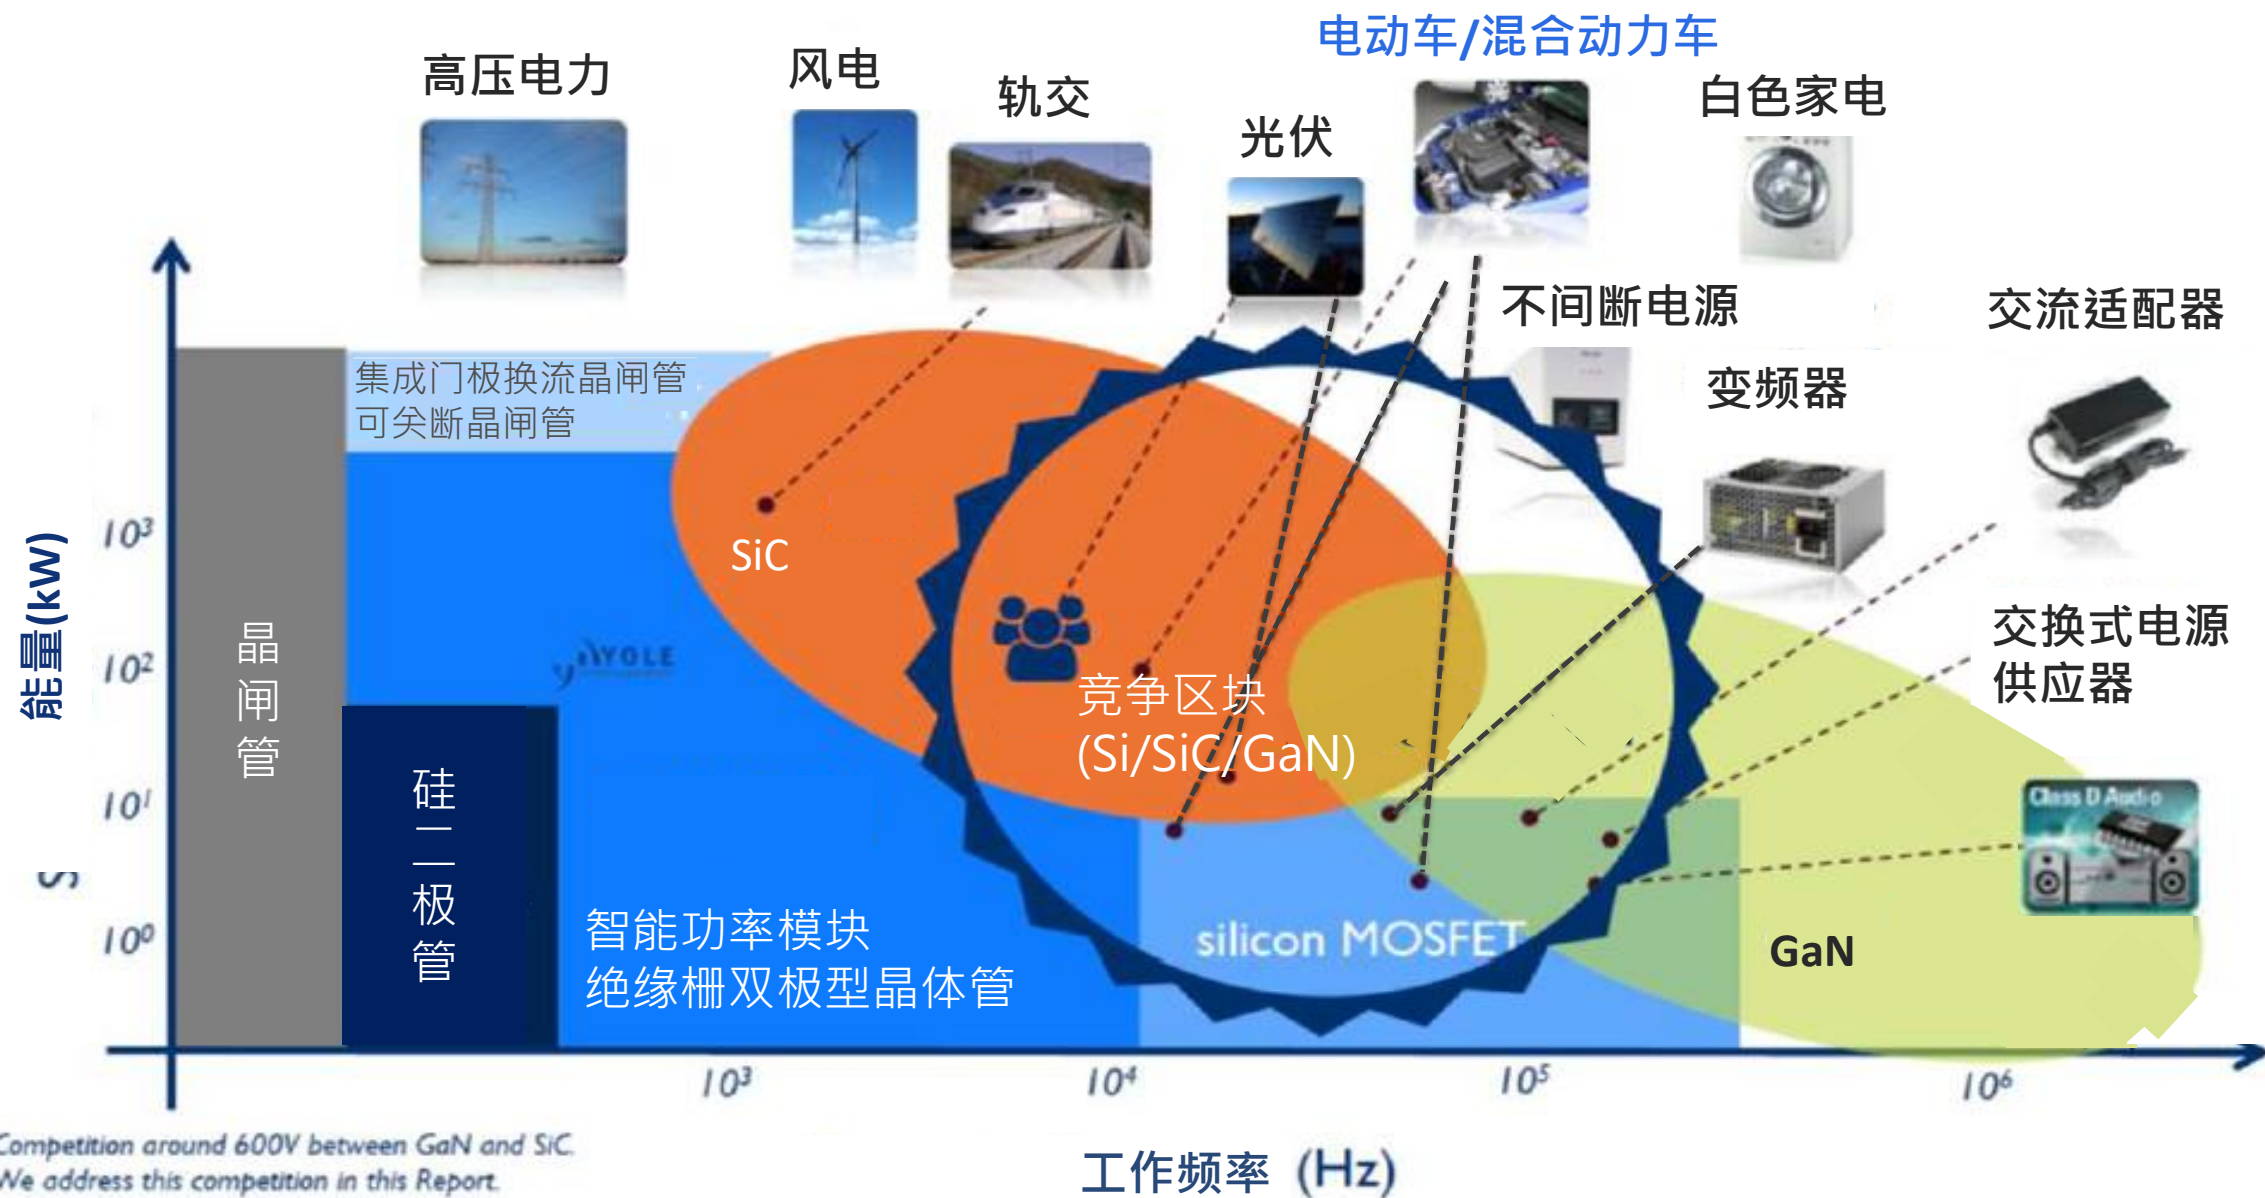 电动车/混合动力车
高压电力
风电
轨交
光伏
白色家电
不间断电源
交流适配器
变频器
集成门极换流晶闸管
可关断晶闸管
能量(kW)
10³
10²
10¹
10⁰
SiC
YOLE
晶闸管
硅二极管
竞争区块
(Si/SiC/GaN)
交换式电源
供应器
Class D Audio
智能功率模块
绝缘栅双极型晶体管
silicon MOSFET
GaN
10³
10⁴
10⁵
10⁶
工作频率 (Hz)
Competition around 600V between GaN and SiC.
We address this competition in this Report.